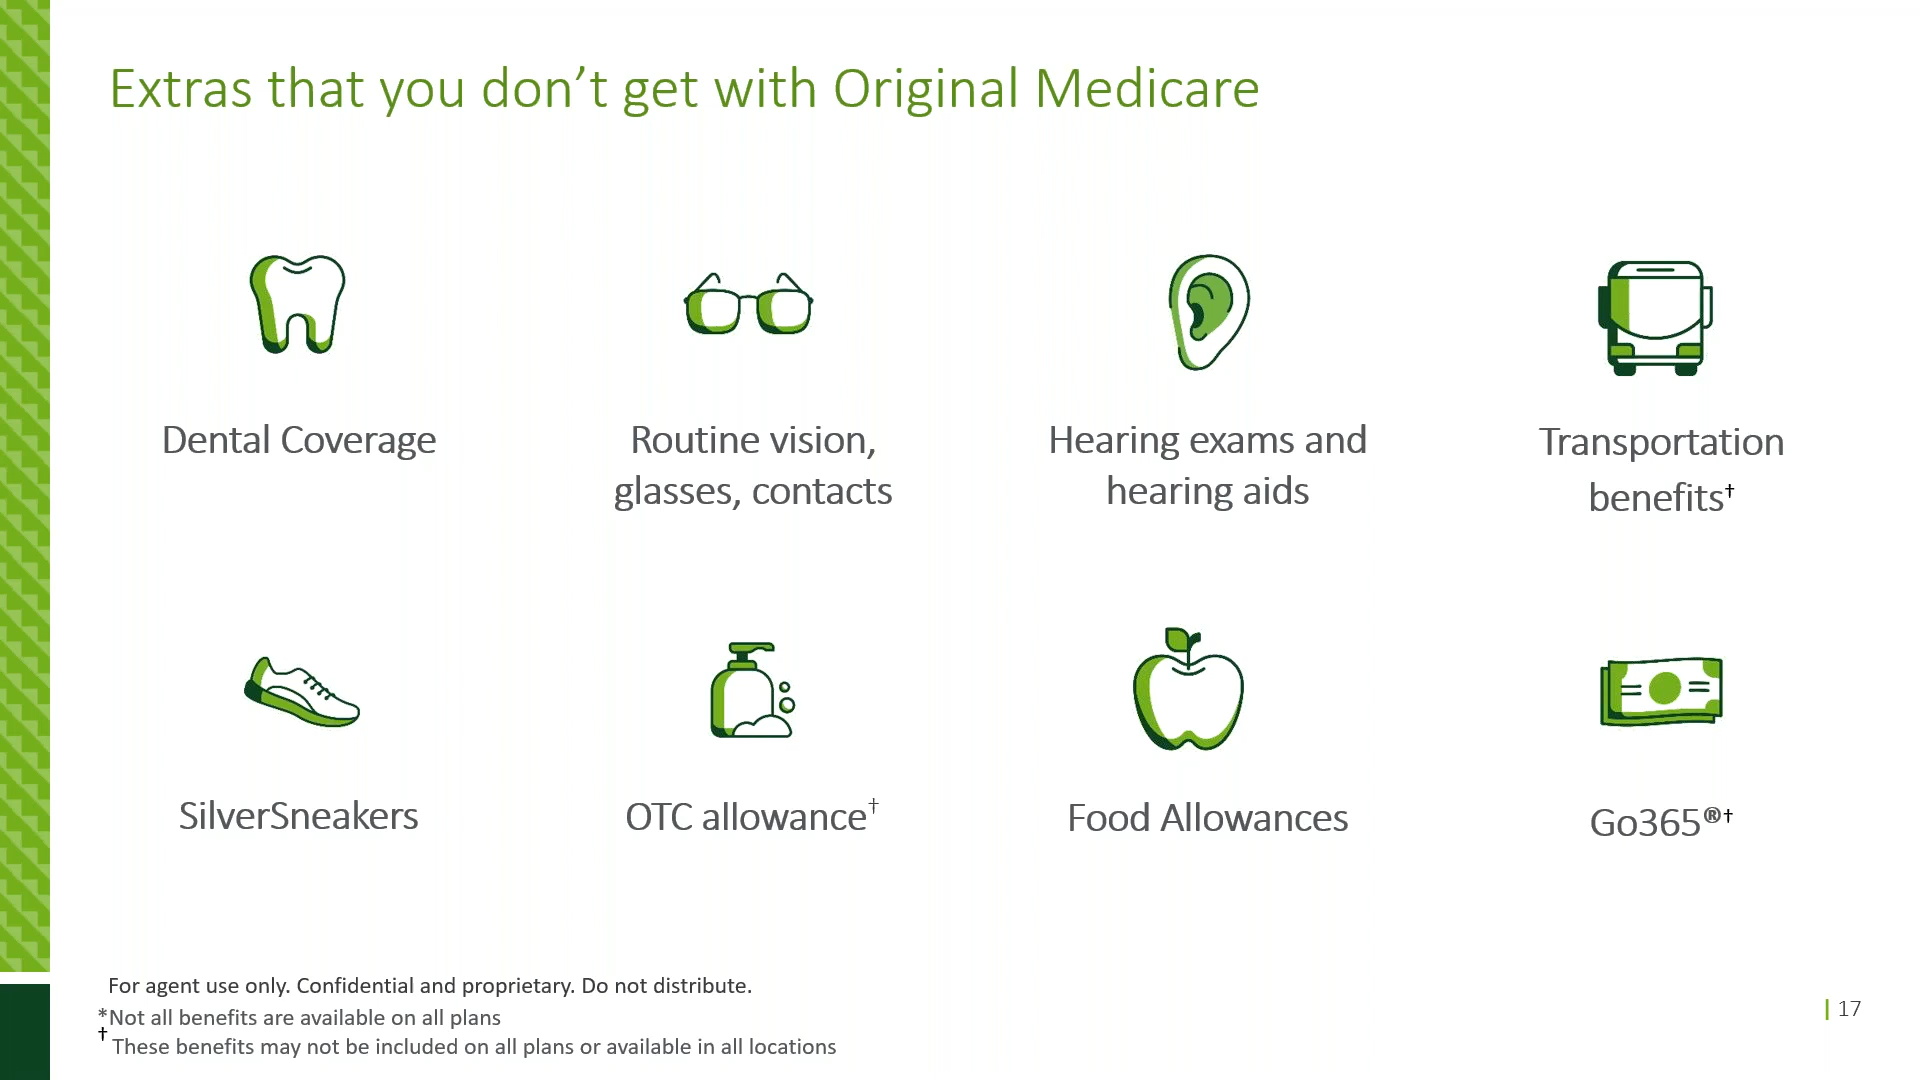 Extras that you don’t get with Original Medicare
Dental Coverage
Routine vision,
glasses, contacts
Hearing exams and
hearing aids
Transportation
benefits†
SilverSneakers
OTC allowance†
Food Allowances
Go365®†
For agent use only. Confidential and proprietary. Do not distribute.
*Not all benefits are available on all plans
† These benefits may not be included on all plans or available in all locations
| 17